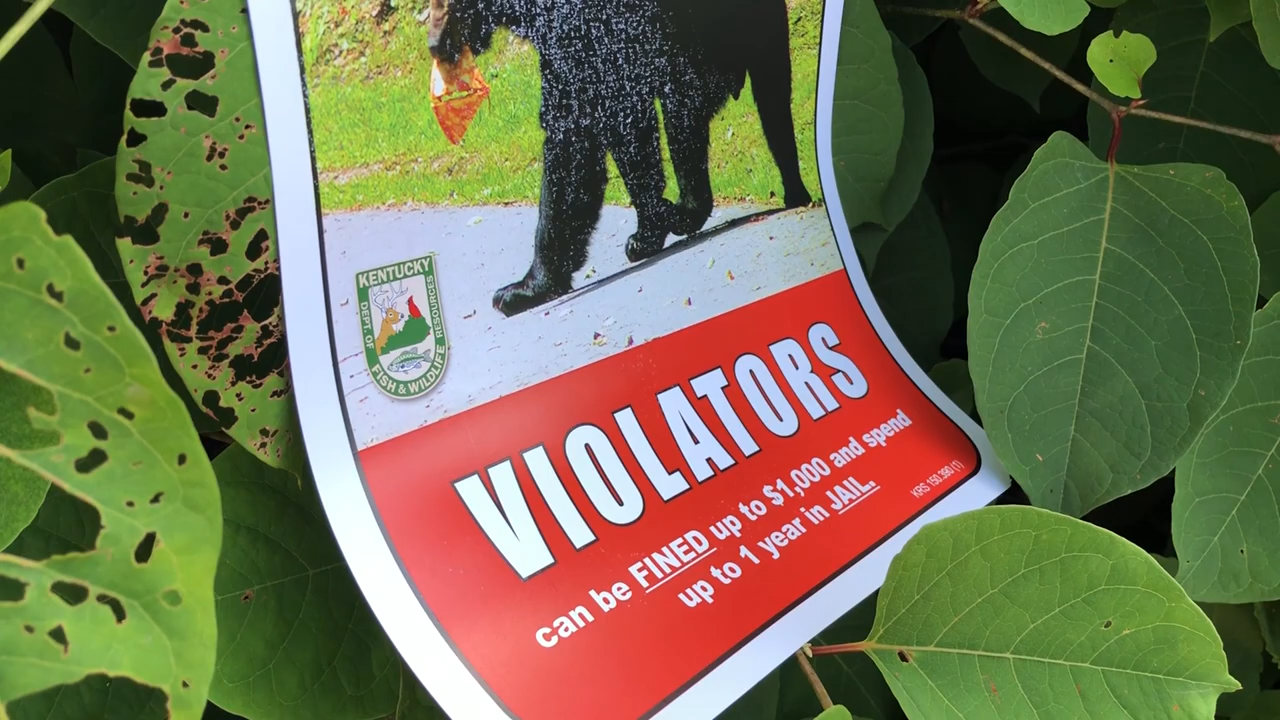 KENTUCKY
DEPT. OF
FISH & WILDLIFE
RESOURCES
VIOLATORS
can be FINED up to $1,000 and spend
up to 1 year in JAIL.
KRS 150.390 (1)